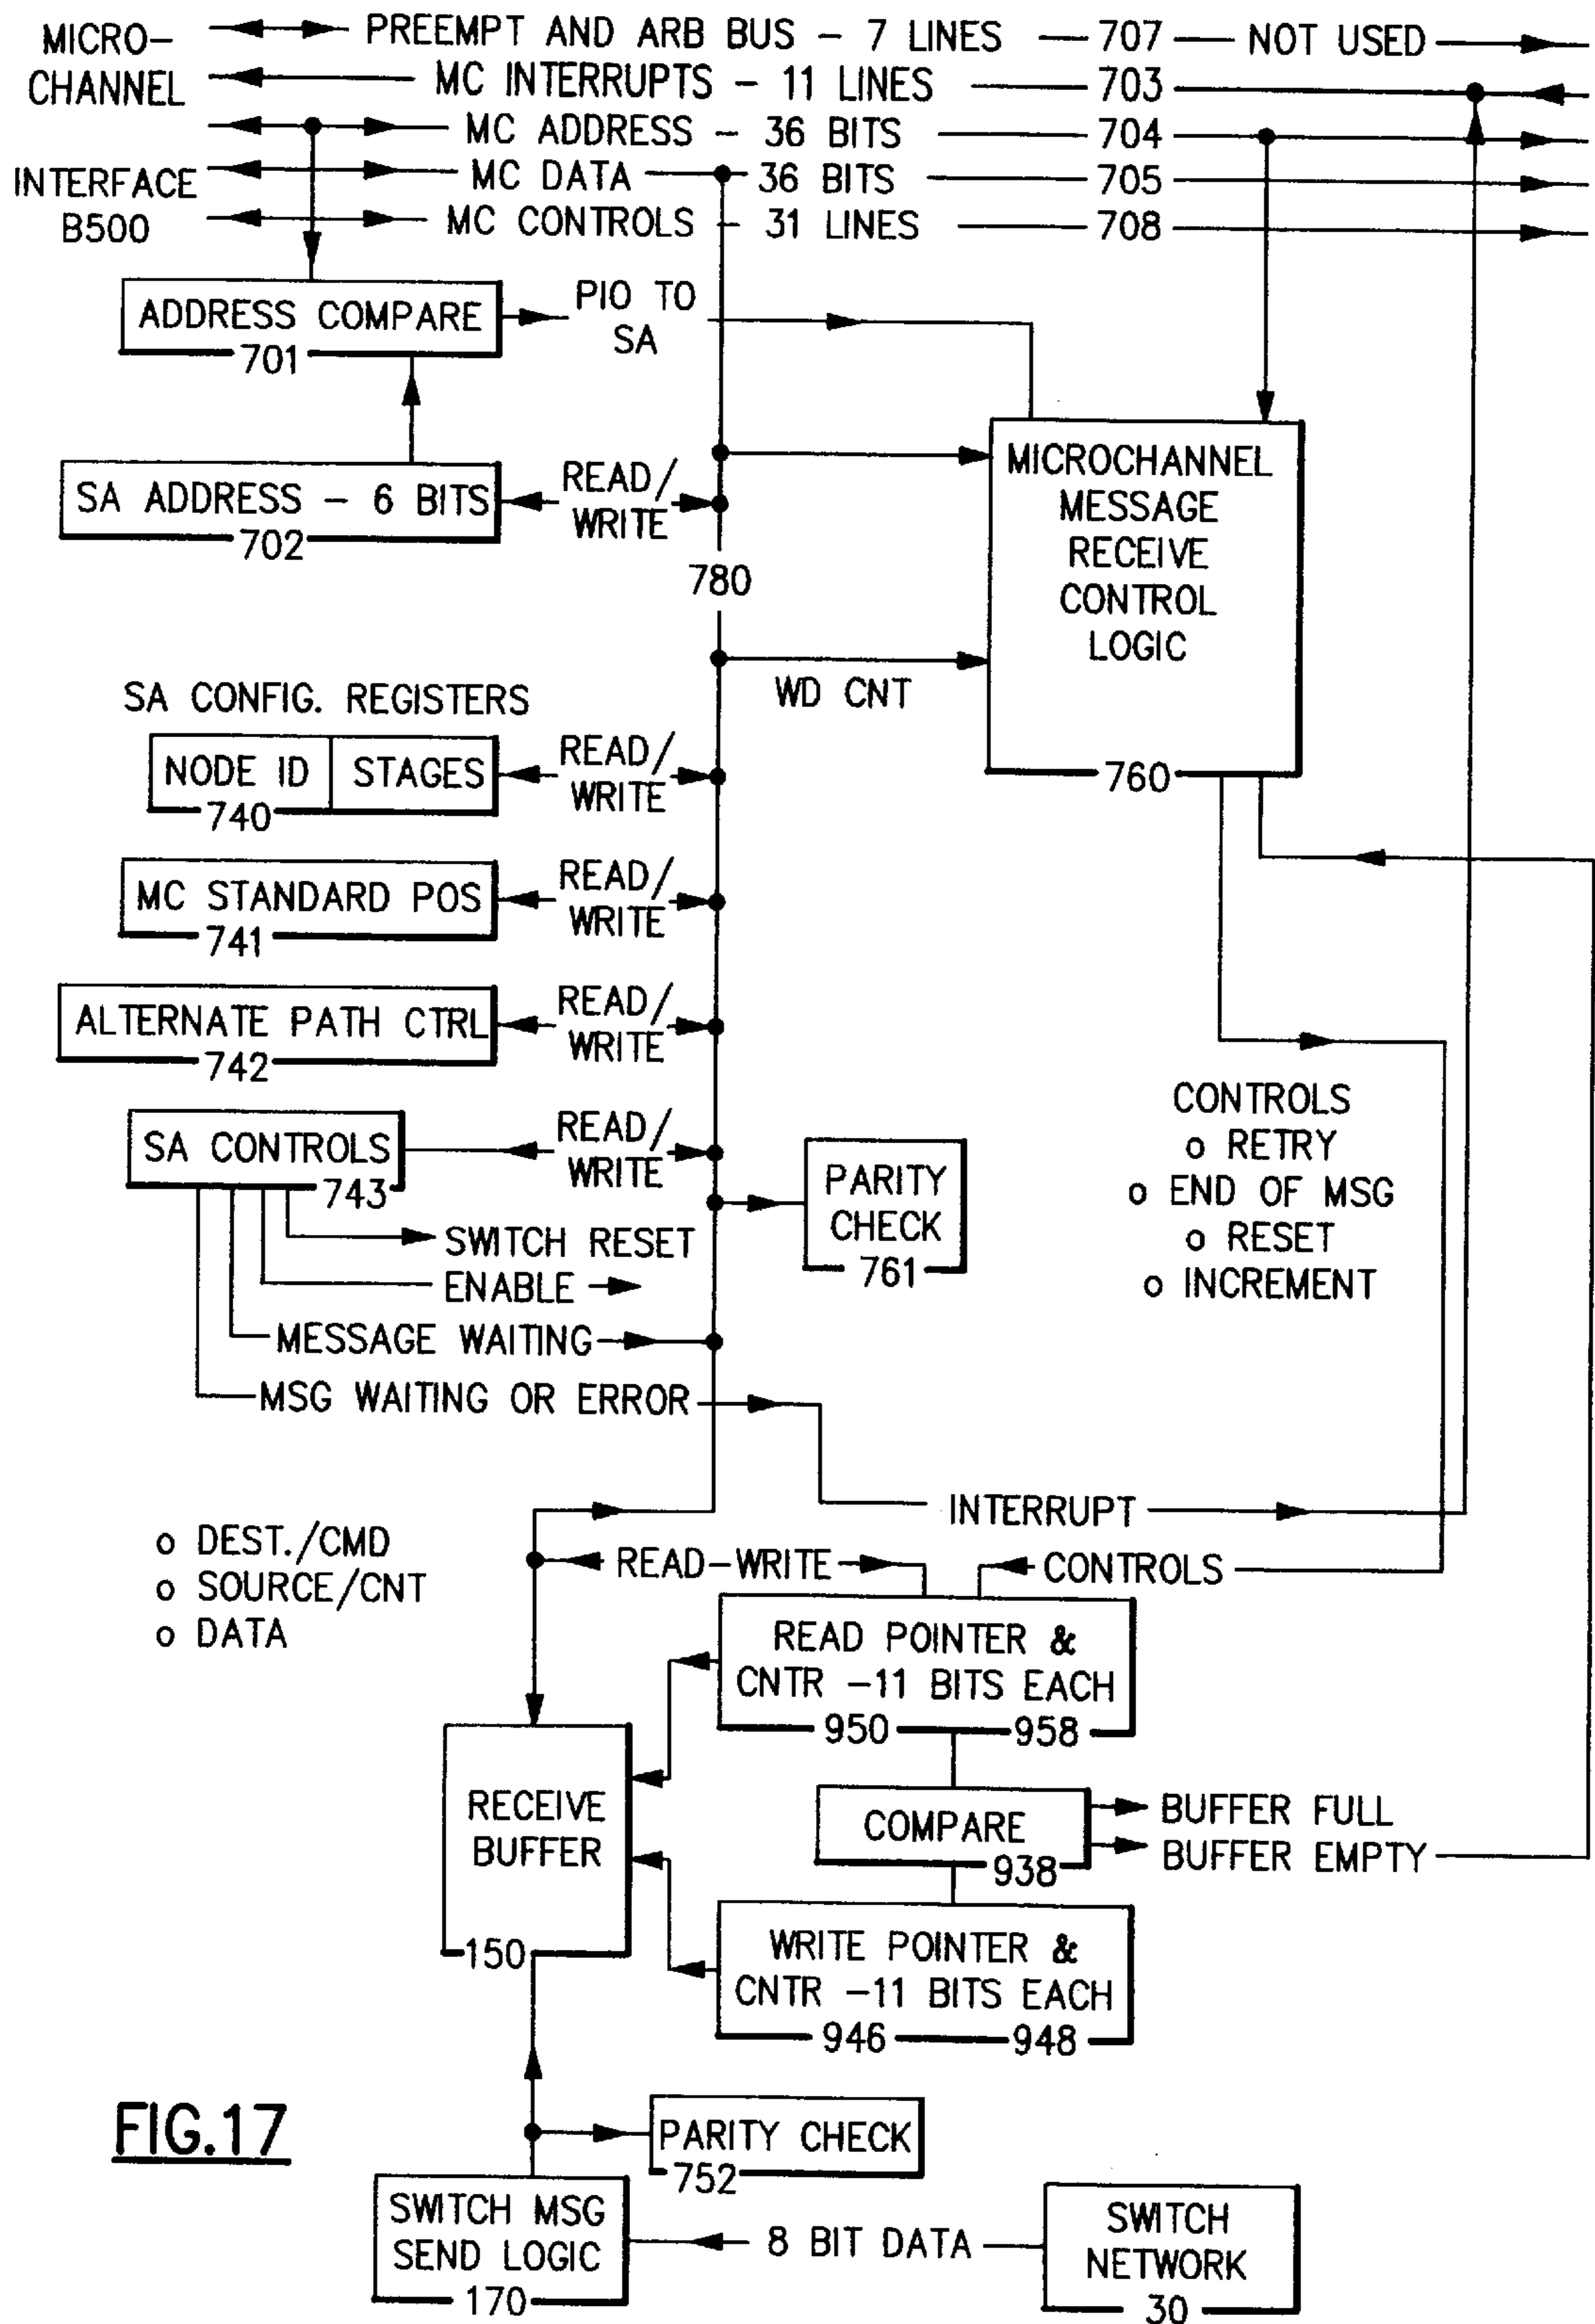 MICRO-
CHANNEL
PREEMPT AND ARB BUS - 7 LINES 707 NOT USED
MC INTERRUPTS - 11 LINES 703
MC ADDRESS - 36 BITS 704
INTERFACE
B500
MC DATA 36 BITS 705
MC CONTROLS - 31 LINES 708
ADDRESS COMPARE
701
PIO TO
SA
SA ADDRESS - 6 BITS
702
READ/
WRITE
780
MICROCHANNEL
MESSAGE
RECEIVE
CONTROL
LOGIC
760
WD CNT
SA CONFIG. REGISTERS
NODE ID STAGES
740
READ/
WRITE
MC STANDARD POS
741
READ/
WRITE
ALTERNATE PATH CTRL
742
READ/
WRITE
SA CONTROLS
743
READ/
WRITE
PARITY
CHECK
761
CONTROLS
o RETRY
o END OF MSG
o RESET
o INCREMENT
SWITCH RESET
ENABLE
MESSAGE WAITING
MSG WAITING OR ERROR
INTERRUPT
o DEST./CMD
o SOURCE/CNT
o DATA
READ-WRITE
CONTROLS
READ POINTER &
CNTR -11 BITS EACH
950 958
RECEIVE
BUFFER
150
COMPARE
938
BUFFER FULL
BUFFER EMPTY
WRITE POINTER &
CNTR -11 BITS EACH
946 948
FIG.17
PARITY CHECK
752
SWITCH MSG
SEND LOGIC
170
8 BIT DATA
SWITCH
NETWORK
30